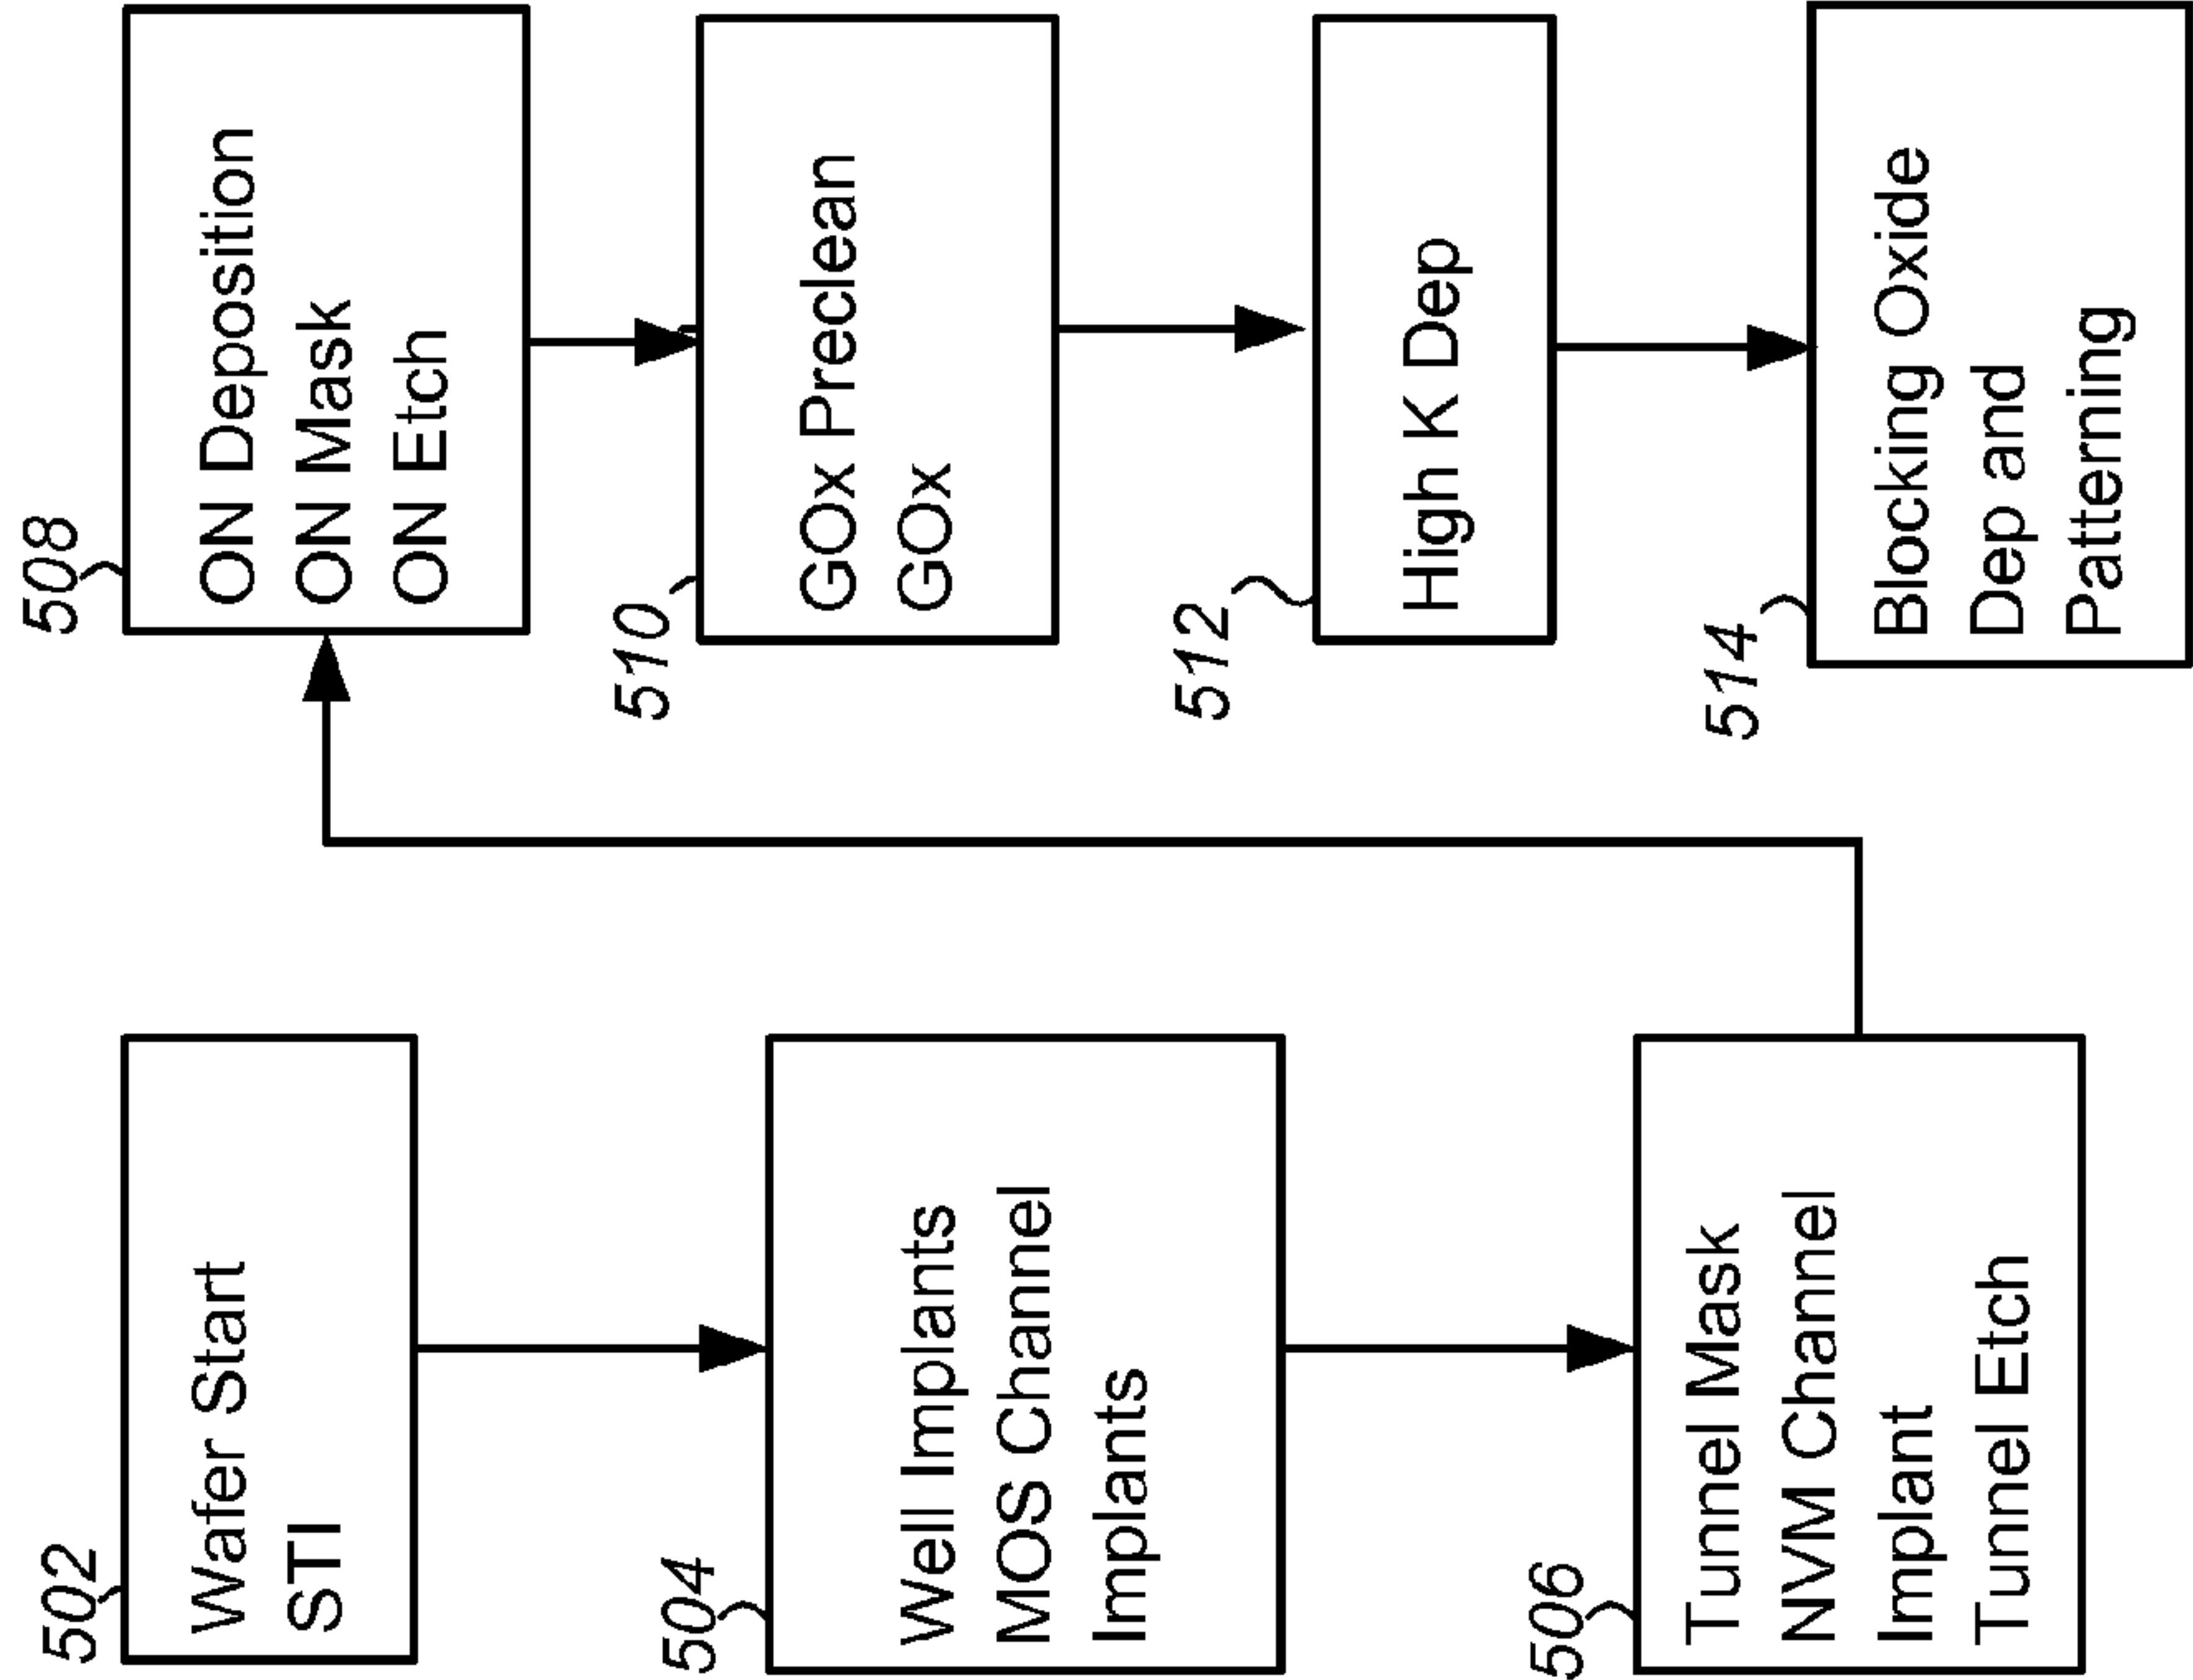 502
Wafer Start
STI
504
Well Implants
MOS Channel
Implants
506
Tunnel Mask
NVM Channel
Implant
Tunnel Etch
508
ON Deposition
ON Mask
ON Etch
510
GOx Preclean
GOx
512
High K Dep
514
Blocking Oxide
Dep and
Patterning